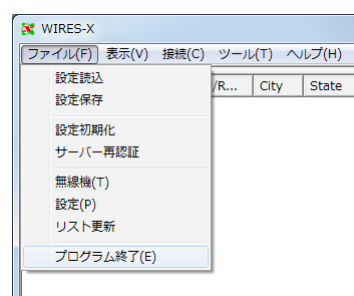 WIRES-X
ファイル(F) 表示(V) 接続(C) ツール(T) ヘルプ(H)
/R... City State
設定読込
設定保存
設定初期化
サーバー再認証
無線機(T)
設定(P)
リスト更新
プログラム終了(E)